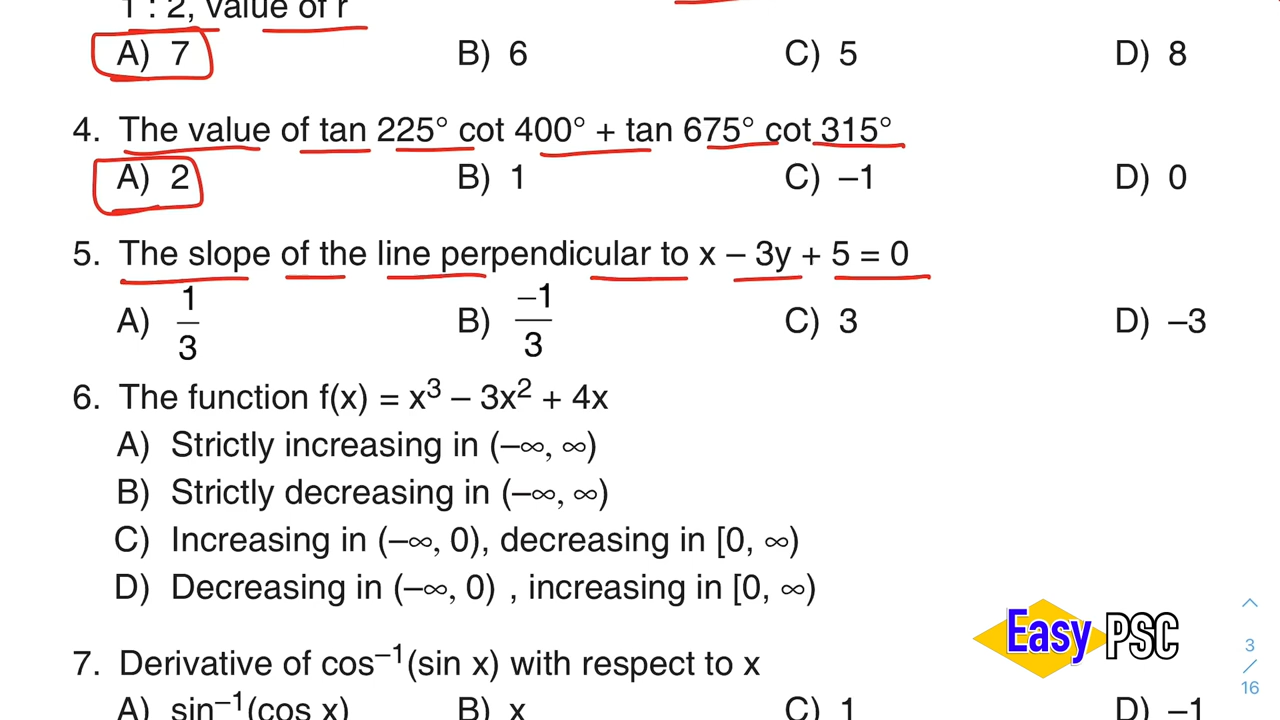 1 : 2, value of r
A) 7 B) 6 C) 5 D) 8
4. The value of tan 225° cot 400° + tan 675° cot 315°
A) 2 B) 1 C) –1 D) 0
5. The slope of the line perpendicular to x – 3y + 5 = 0
A) 1/3 B) –1/3 C) 3 D) –3
6. The function f(x) = x³ – 3x² + 4x
A) Strictly increasing in (–∞, ∞)
B) Strictly decreasing in (–∞, ∞)
C) Increasing in (–∞, 0), decreasing in [0, ∞)
D) Decreasing in (–∞, 0) , increasing in [0, ∞)
Easy PSC
3
/
16
7. Derivative of cos⁻¹(sin x) with respect to x
A) sin⁻¹(cos x) B) x C) 1 D) –1